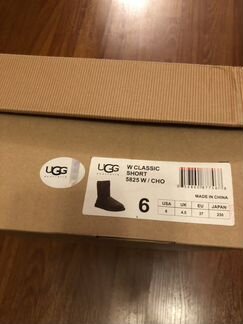 UGG
UGG
W CLASSIC
SHORT
5825 W / CHO
MADE IN CHINA
6
USA UK EU JAPAN
6 4.5 37 230